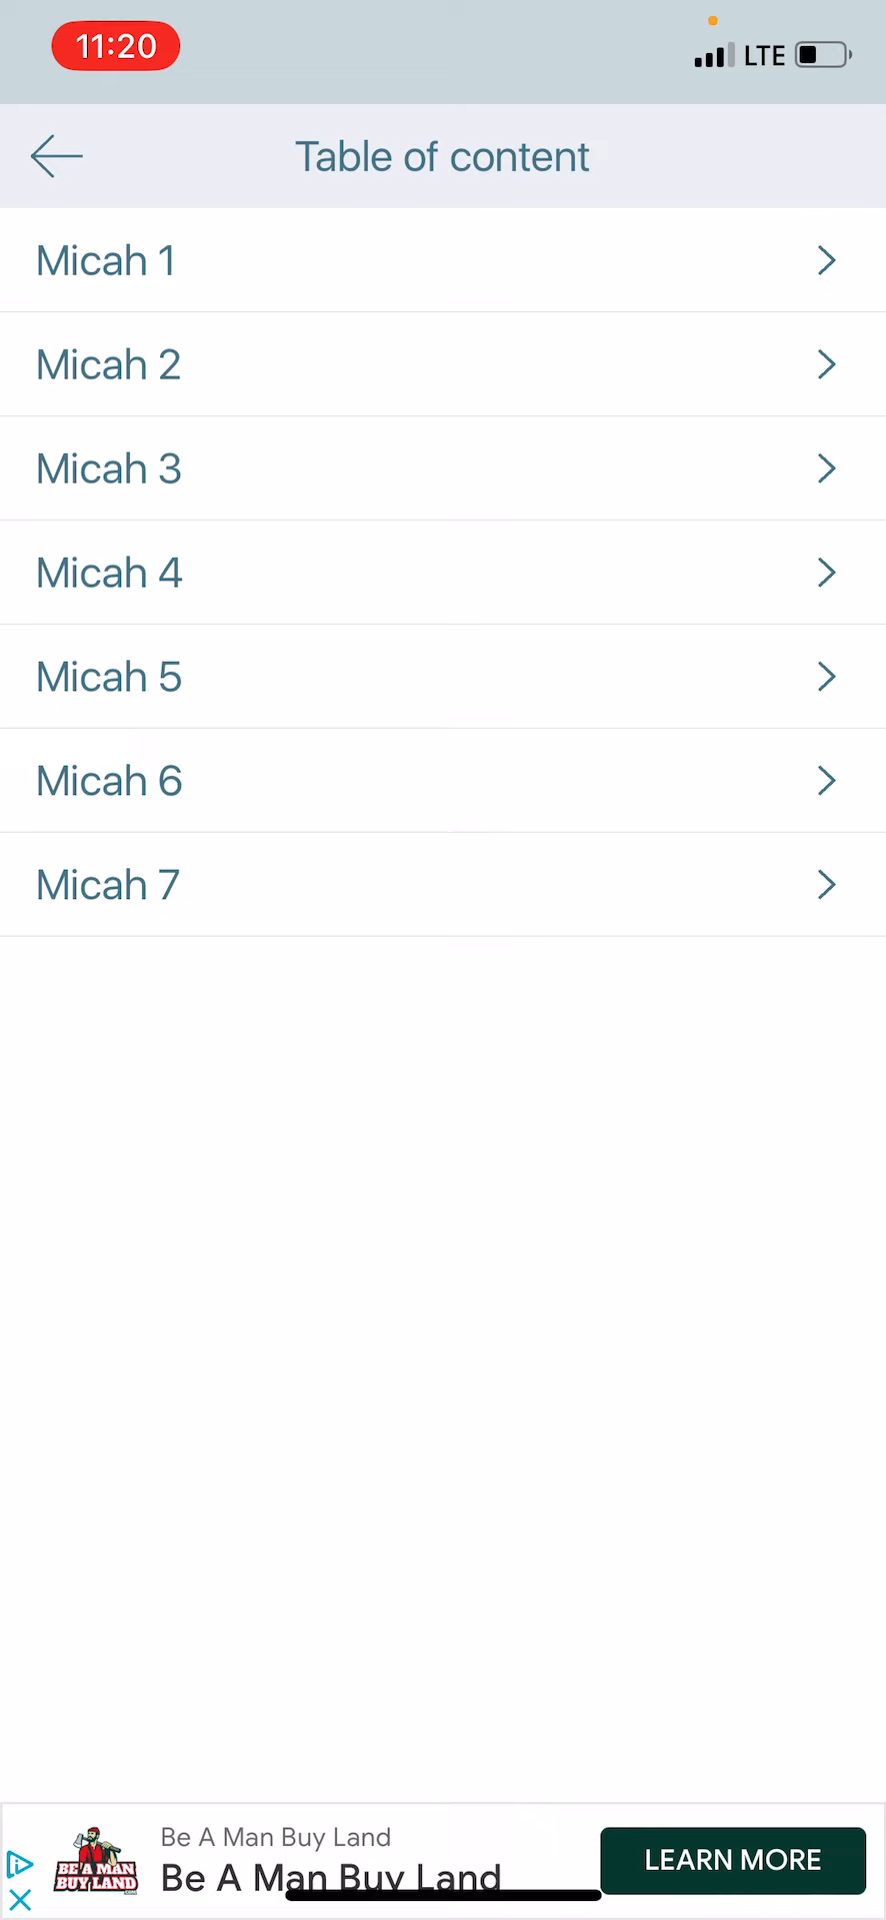 11:20
LTE
Table of content
Micah 1
Micah 2
Micah 3
Micah 4
Micah 5
Micah 6
Micah 7
Be A Man Buy Land
BE A MAN
BUY LAND
Be A Man Buy Land
LEARN MORE